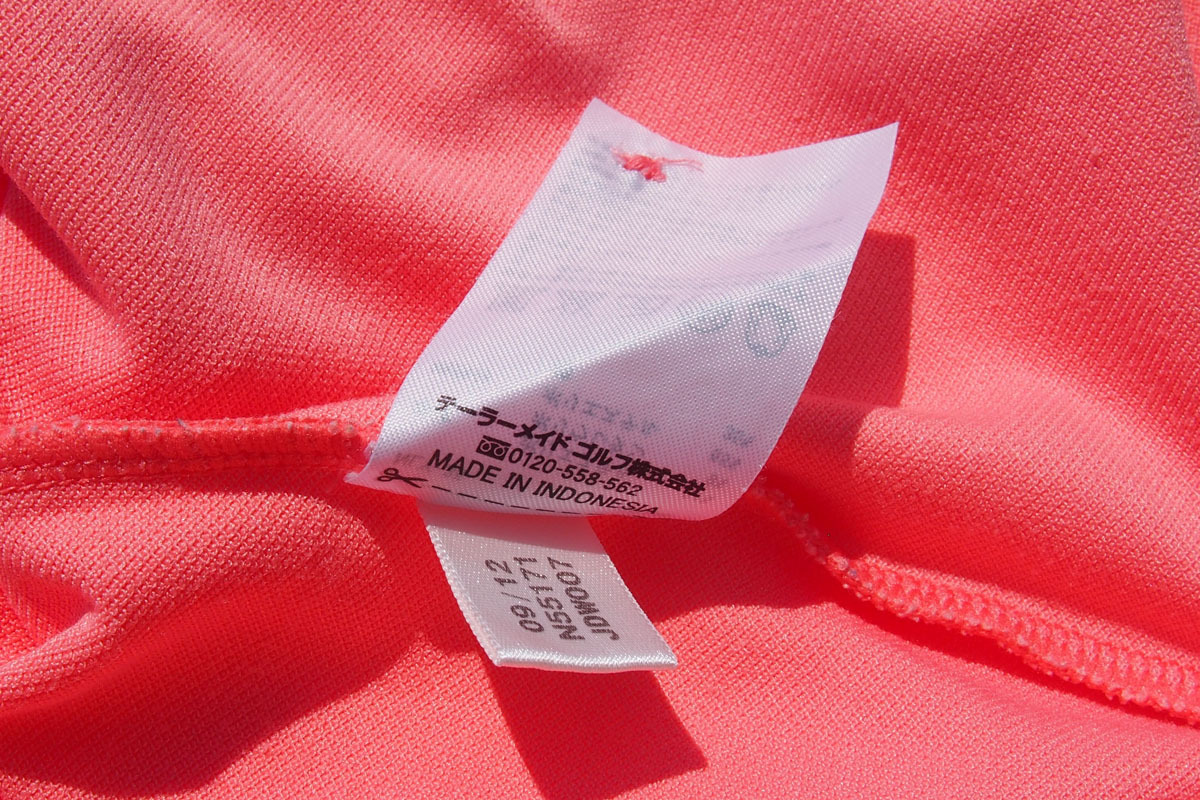 テーラーメイド ゴルフ株式会社
0120-558-562
MADE IN INDONESIA
09/12
N55171
JDW007